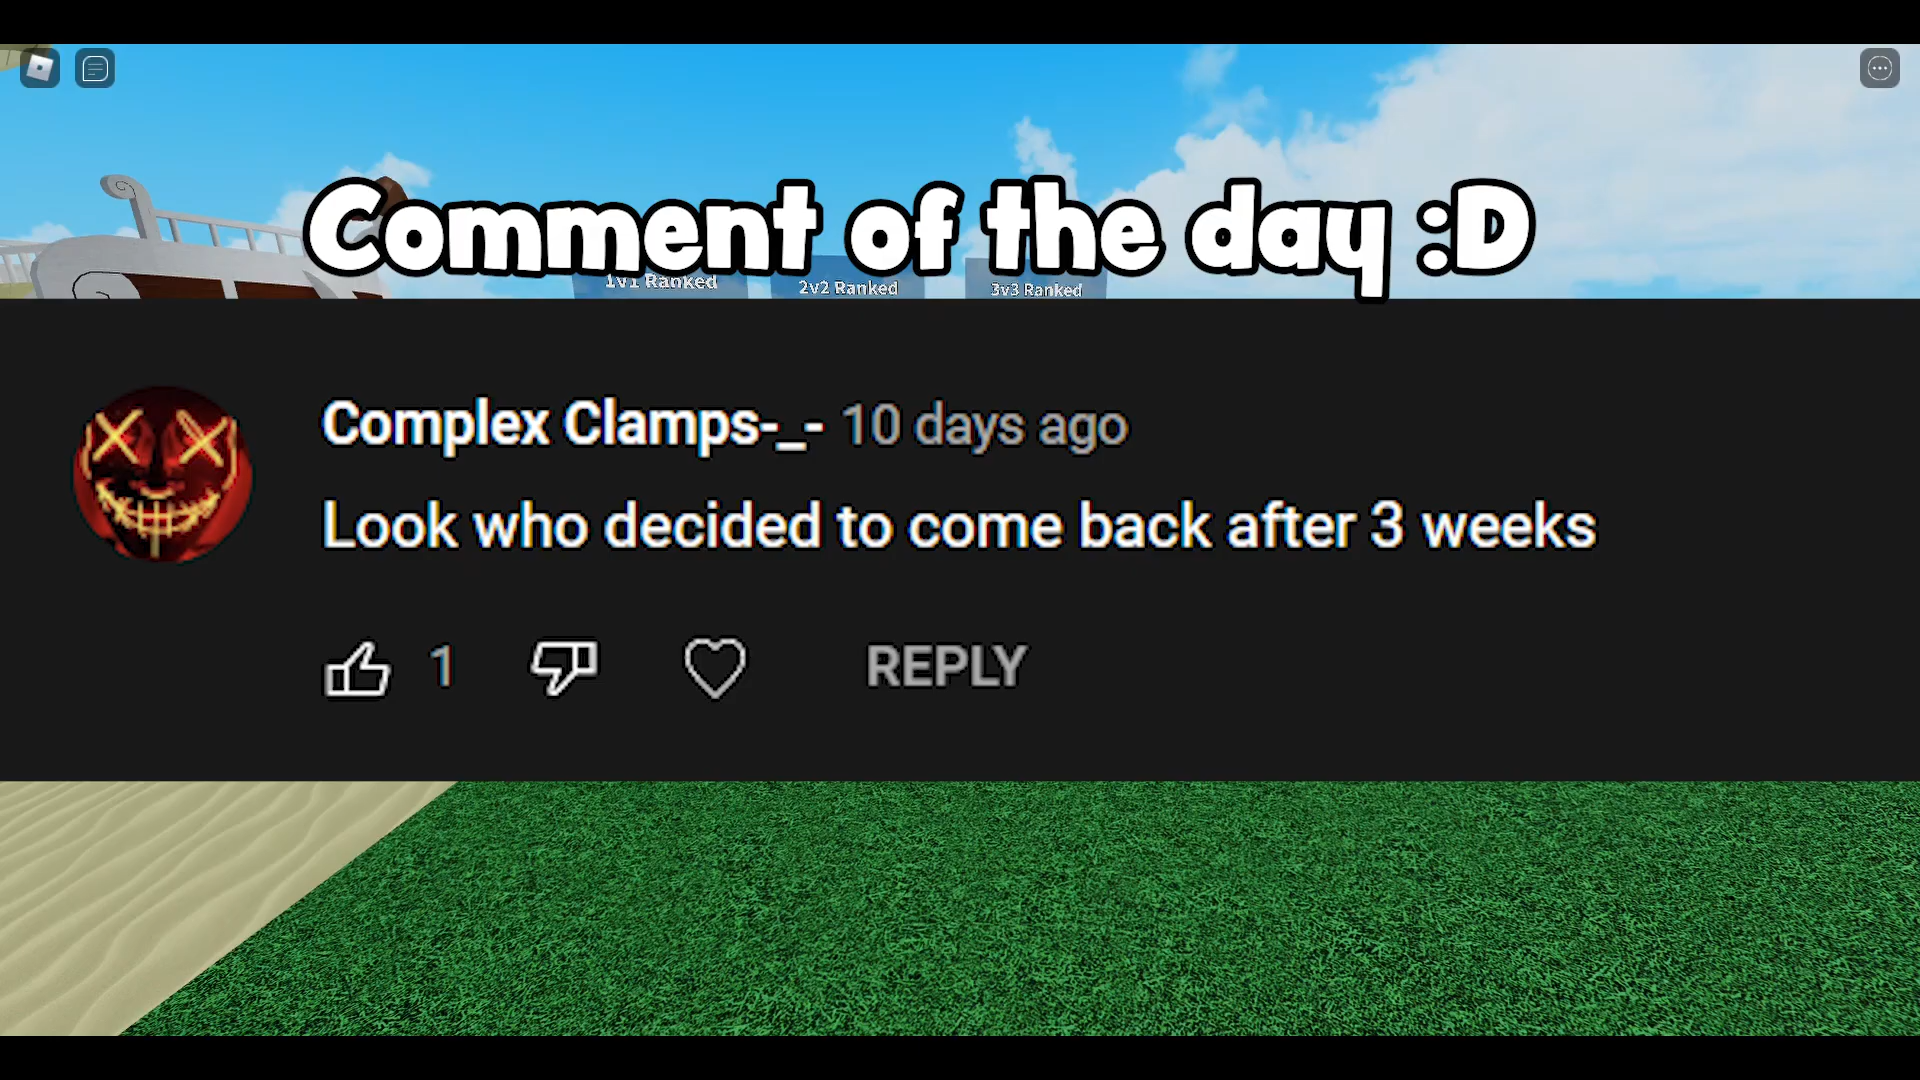 Comment of the day :D
1v1 Ranked
2v2 Ranked
3v3 Ranked
Complex Clamps-_- 10 days ago
Look who decided to come back after 3 weeks
1
REPLY